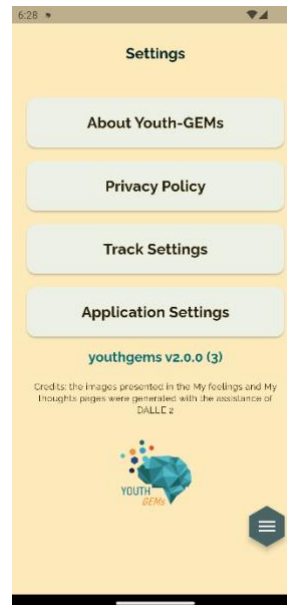 6:28
Settings
About Youth-GEMs
Privacy Policy
Track Settings
Application Settings
youthgems v2.0.0 (3)
Credits: the images presented in the My feelings and My
thoughts pages were generated with the assistance of
DALLE 2
YOUTH
GEMs